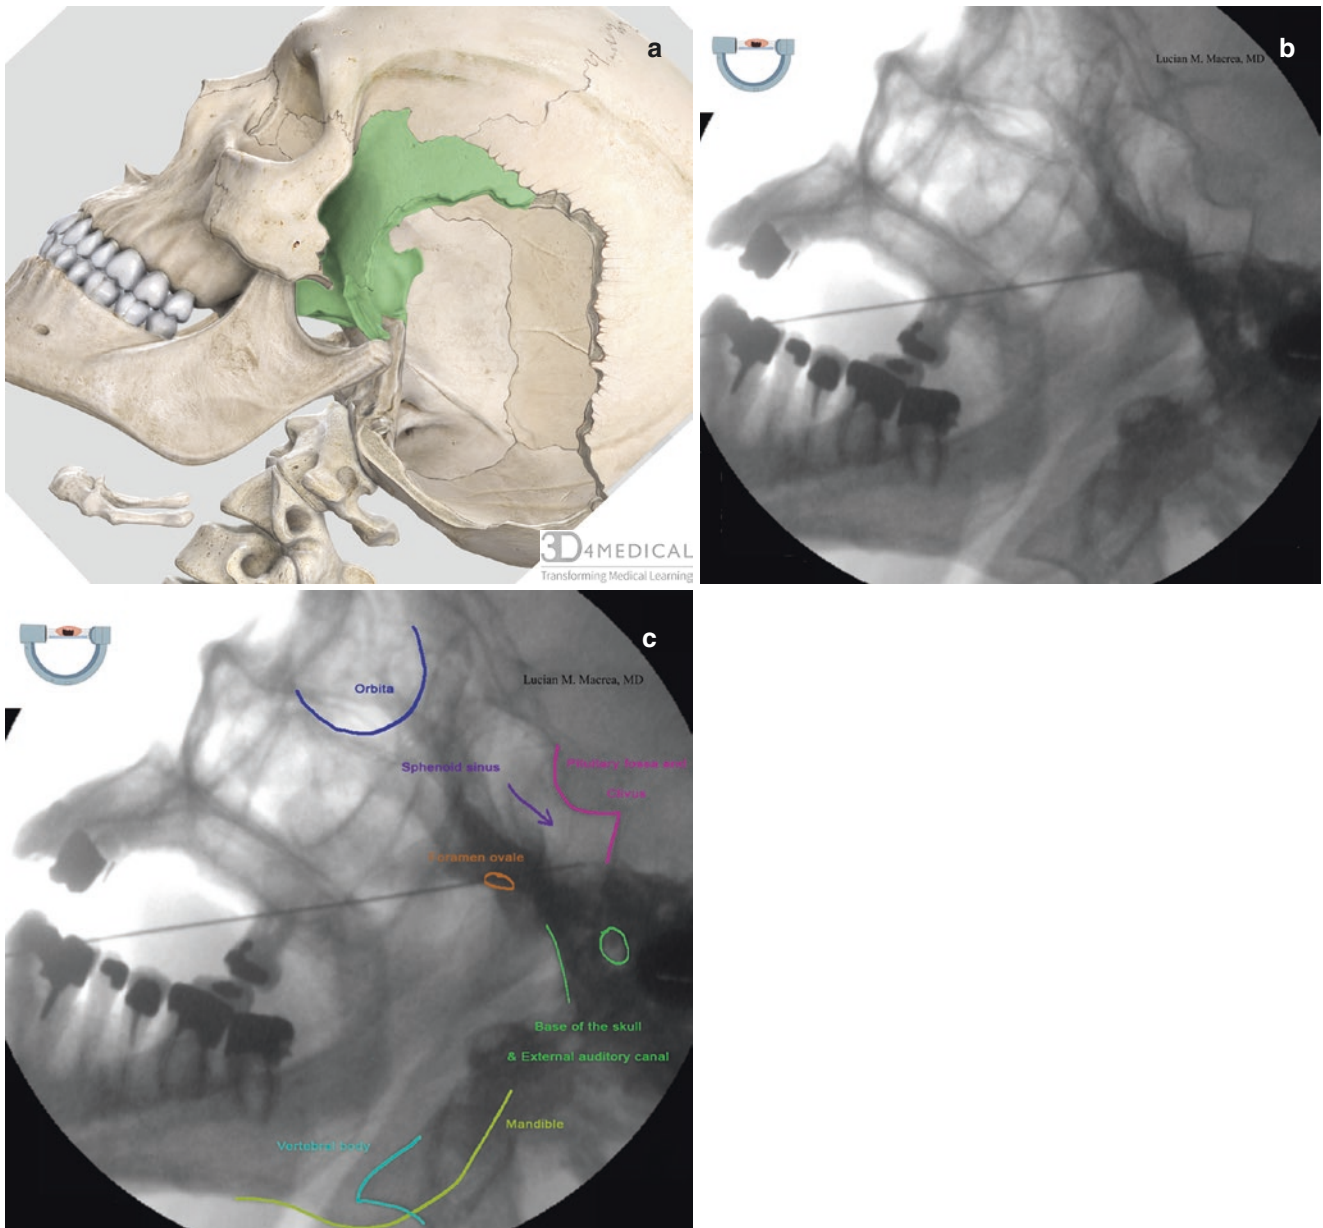 a
3D4MEDICAL
Transforming Medical Learning
b
Lucian M. Macrea, MD
c
Lucian M. Macrea, MD
Orbita
Sphenoid sinus
Pituitary fossa and
Clivus
Foramen ovale
Base of the skull
& External auditory canal
Mandible
Vertebral body